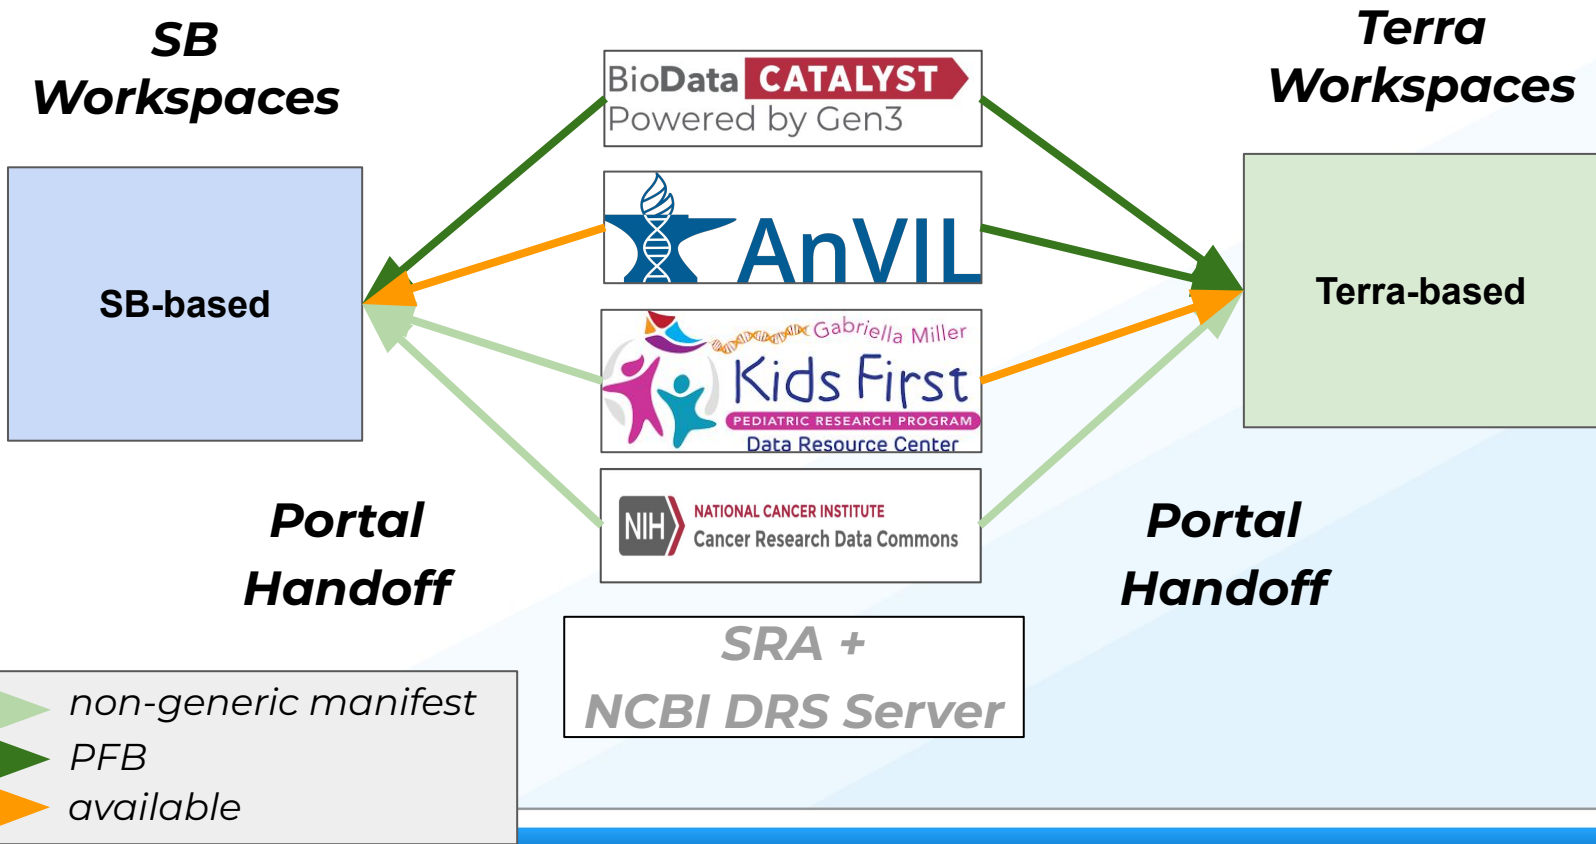 SB
Workspaces
Terra
Workspaces
BioData CATALYST
Powered by Gen3
AnVIL
Gabriella Miller
Kids First
PEDIATRIC RESEARCH PROGRAM
Data Resource Center
NIH
NATIONAL CANCER INSTITUTE
Cancer Research Data Commons
SB-based
Terra-based
Portal
Handoff
Portal
Handoff
SRA +
NCBI DRS Server
non-generic manifest
PFB
available